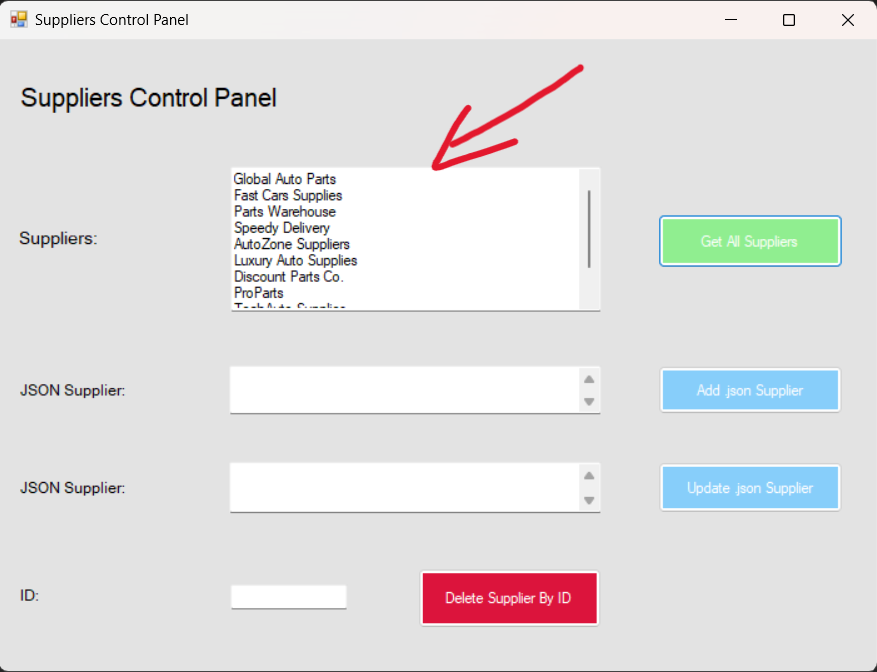 Suppliers Control Panel
Suppliers Control Panel
Suppliers:
Global Auto Parts
Fast Cars Supplies
Parts Warehouse
Speedy Delivery
AutoZone Suppliers
Luxury Auto Supplies
Discount Parts Co.
ProParts
TechAuto Supplies
Get All Suppliers
JSON Supplier:
Add .json Supplier
JSON Supplier:
Update .json Supplier
ID:
Delete Supplier By ID